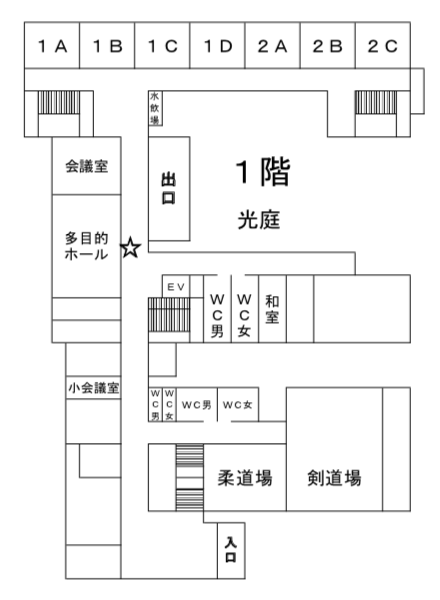 1A 1B 1C 1D 2A 2B 2C
水飲場
会議室
出口
1階
光庭
多目的
ホール
☆
EV
WC男
WC女
和室
小会議室
WC男
WC女
WC男
WC女
柔道場
剣道場
入口